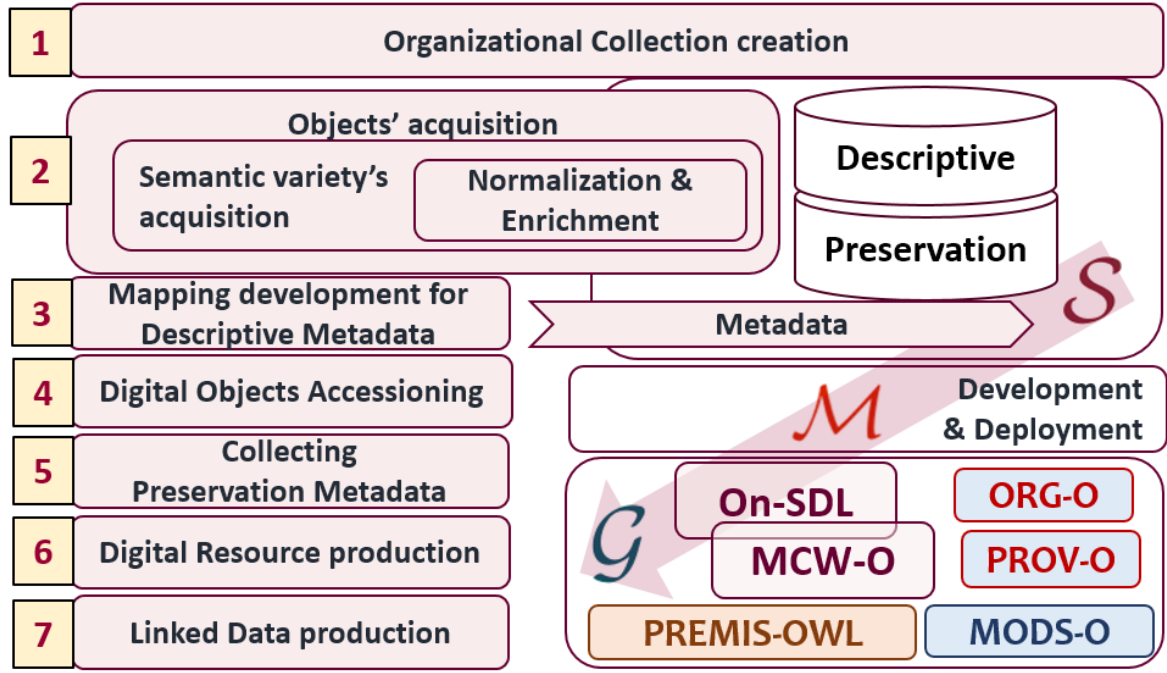 1
Organizational Collection creation
2
Objects' acquisition
Semantic variety's
acquisition
Normalization &
Enrichment
Descriptive
Preservation
3
Mapping development for
Descriptive Metadata
Metadata
S
4
Digital Objects Accessioning
M
Development
& Deployment
5
Collecting
Preservation Metadata
On-SDL
ORG-O
G
6
Digital Resource production
MCW-O
PROV-O
7
Linked Data production
PREMIS-OWL
MODS-O